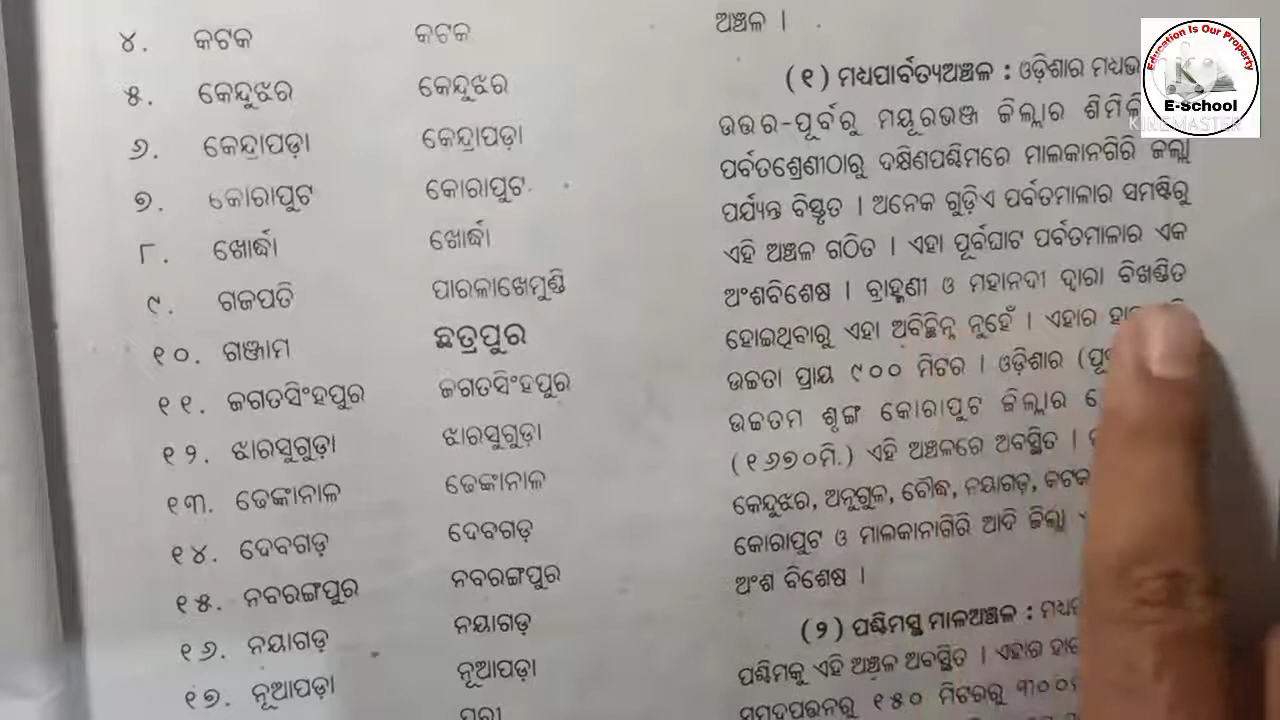 ୪. କଟକ କଟକ
୫. କେନ୍ଦୁଝର କେନ୍ଦୁଝର
୬. କେନ୍ଦ୍ରାପଡ଼ା କେନ୍ଦ୍ରାପଡ଼ା
୭. କୋରାପୁଟ କୋରାପୁଟ
୮. ଖୋର୍ଦ୍ଧା ଖୋର୍ଦ୍ଧା
୯. ଗଜପତି ପାରଳାଖେମୁଣ୍ଡି
୧୦. ଗଞ୍ଜାମ ଛତ୍ରପୁର
୧୧. ଜଗତସିଂହପୁର ଜଗତସିଂହପୁର
୧୨. ଝାରସୁଗୁଡ଼ା ଝାରସୁଗୁଡ଼ା
୧୩. ଢେଙ୍କାନାଳ ଢେଙ୍କାନାଳ
୧୪. ଦେବଗଡ଼ ଦେବଗଡ଼
୧୫. ନବରଙ୍ଗପୁର ନବରଙ୍ଗପୁର
୧୬. ନୟାଗଡ଼ ନୟାଗଡ଼
୧୭. ନୂଆପଡ଼ା ନୂଆପଡ଼ା
ଅଞ୍ଚଳ ।
(୧) ମଧ୍ୟପାର୍ବତ୍ୟଅଞ୍ଚଳ : ଓଡ଼ିଶାର
ଉତ୍ତର-ପୂର୍ବରୁ ମୟୂରଭଞ୍ଜ ଜିଲ୍ଲାର
ପର୍ବତଶ୍ରେଣୀଠାରୁ ଦକ୍ଷିଣପଶ୍ଚିମରେ ମାଲକାନଗିରି ଜିଲ୍ଲା
ପର୍ଯ୍ୟନ୍ତ ବିସ୍ତୃତ । ଅନେକ ଗୁଡ଼ିଏ ପର୍ବତମାଳାର ସମଷ୍ଟିରୁ
ଏହି ଅଞ୍ଚଳ ଗଠିତ । ଏହା ପୂର୍ବଘାଟ ପର୍ବତମାଳାର ଏକ
ଅଂଶବିଶେଷ । ବ୍ରାହ୍ମଣୀ ଓ ମହାନଦୀ ଦ୍ୱାରା ବିଖଣ୍ଡିତ
ହୋଇଥିବାରୁ ଏହା ଅବିଚ୍ଛିନ୍ନ ନୁହେଁ । ଏହାର
ଉଚ୍ଚତା ପ୍ରାୟ ୯୦୦ ମିଟର । ଓଡ଼ିଶାର
ଉଚ୍ଚତମ ଶୃଙ୍ଗ କୋରାପୁଟ ଜିଲ୍ଲାର
(୧୬୭୦ମି.) ଏହି ଅଞ୍ଚଳରେ ଅବସ୍ଥିତ ।
କେନ୍ଦୁଝର, ଅନୁଗୁଳ, ବୌଦ୍ଧ, ନୟାଗଡ଼, କଟକ
କୋରାପୁଟ ଓ ମାଲକାନାଗିରି ଆଦି ଜିଲ୍ଲା
ଅଂଶ ବିଶେଷ ।
(୨) ପଶ୍ଚିମସ୍ଥ ମାଳଅଞ୍ଚଳ :
ପଶ୍ଚିମକୁ ଏହି ଅଞ୍ଚଳ ଅବସ୍ଥିତ । ଏହାର
ସମୁଦ୍ରପତ୍ତନରୁ ୧୫୦ ମିଟରରୁ
Education Is Our Property
E-school
KINEMASTER